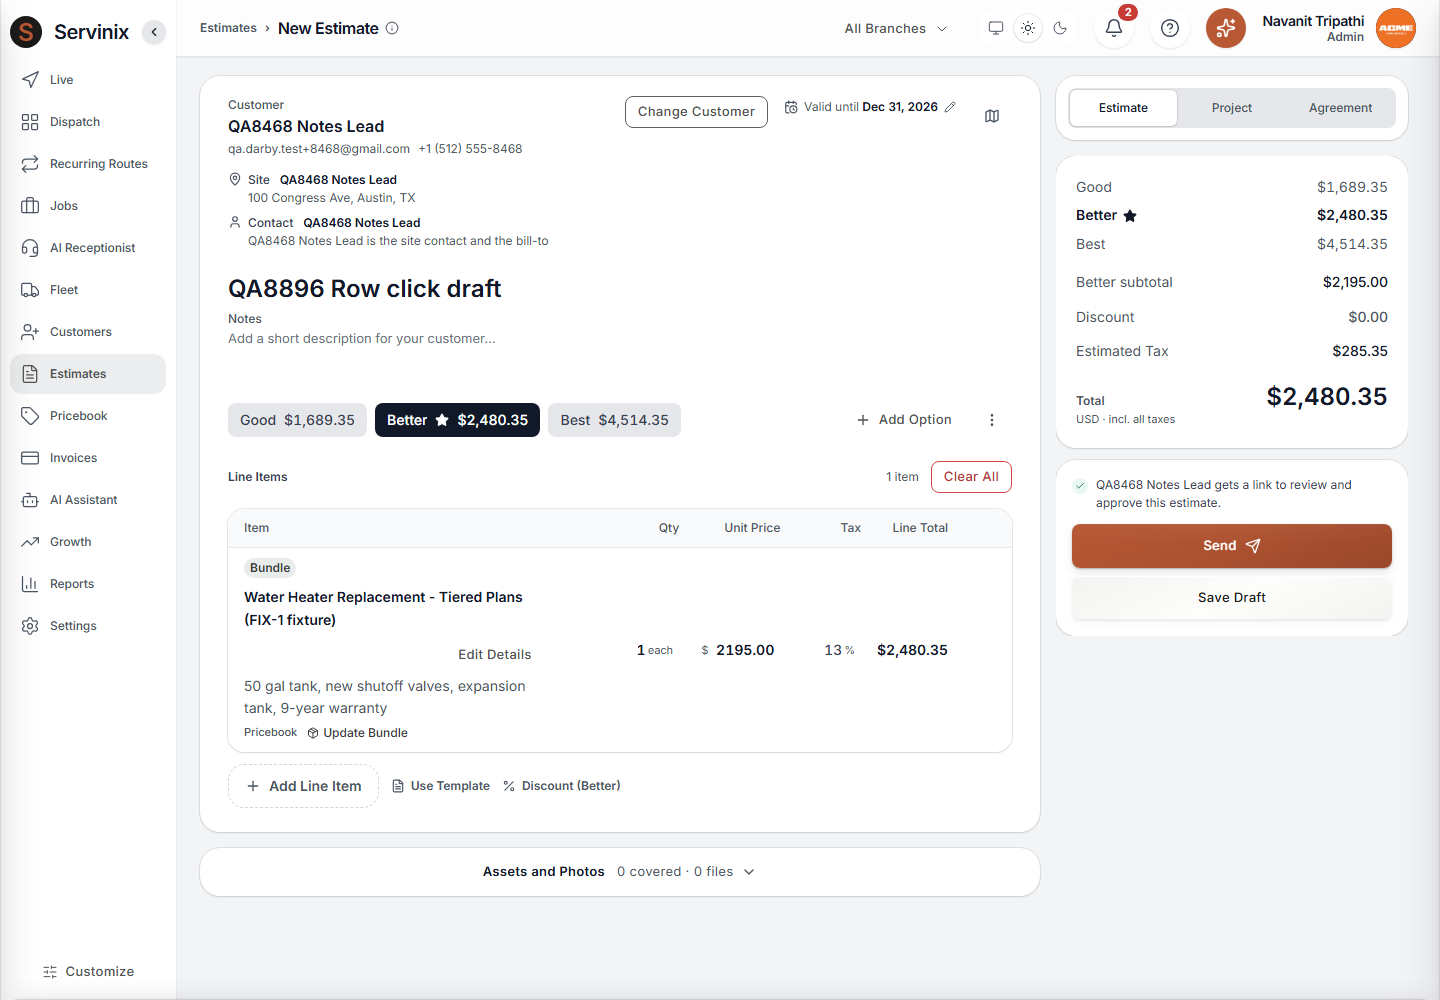 S Servinix
Live
Dispatch
Recurring Routes
Jobs
AI Receptionist
Fleet
Customers
Estimates
Pricebook
Invoices
AI Assistant
Growth
Reports
Settings
Customize
Estimates › New Estimate
All Branches
2
Navanit Tripathi
Admin
ACME
Customer
QA8468 Notes Lead
qa.darby.test+8468@gmail.com +1 (512) 555-8468
Change Customer
Valid until Dec 31, 2026
Site QA8468 Notes Lead
100 Congress Ave, Austin, TX
Contact QA8468 Notes Lead
QA8468 Notes Lead is the site contact and the bill-to
QA8896 Row click draft
Notes
Add a short description for your customer...
Good $1,689.35
Better $2,480.35
Best $4,514.35
Add Option
Line Items
1 item
Clear All
Item Qty Unit Price Tax Line Total
Bundle
Water Heater Replacement - Tiered Plans
(FIX-1 fixture)
Edit Details
1 each $ 2195.00 13 % $2,480.35
50 gal tank, new shutoff valves, expansion
tank, 9-year warranty
Pricebook Update Bundle
Add Line Item
Use Template
Discount (Better)
Assets and Photos 0 covered · 0 files
Estimate Project Agreement
Good $1,689.35
Better $2,480.35
Best $4,514.35
Better subtotal $2,195.00
Discount $0.00
Estimated Tax $285.35
Total $2,480.35
USD · incl. all taxes
QA8468 Notes Lead gets a link to review and
approve this estimate.
Send
Save Draft